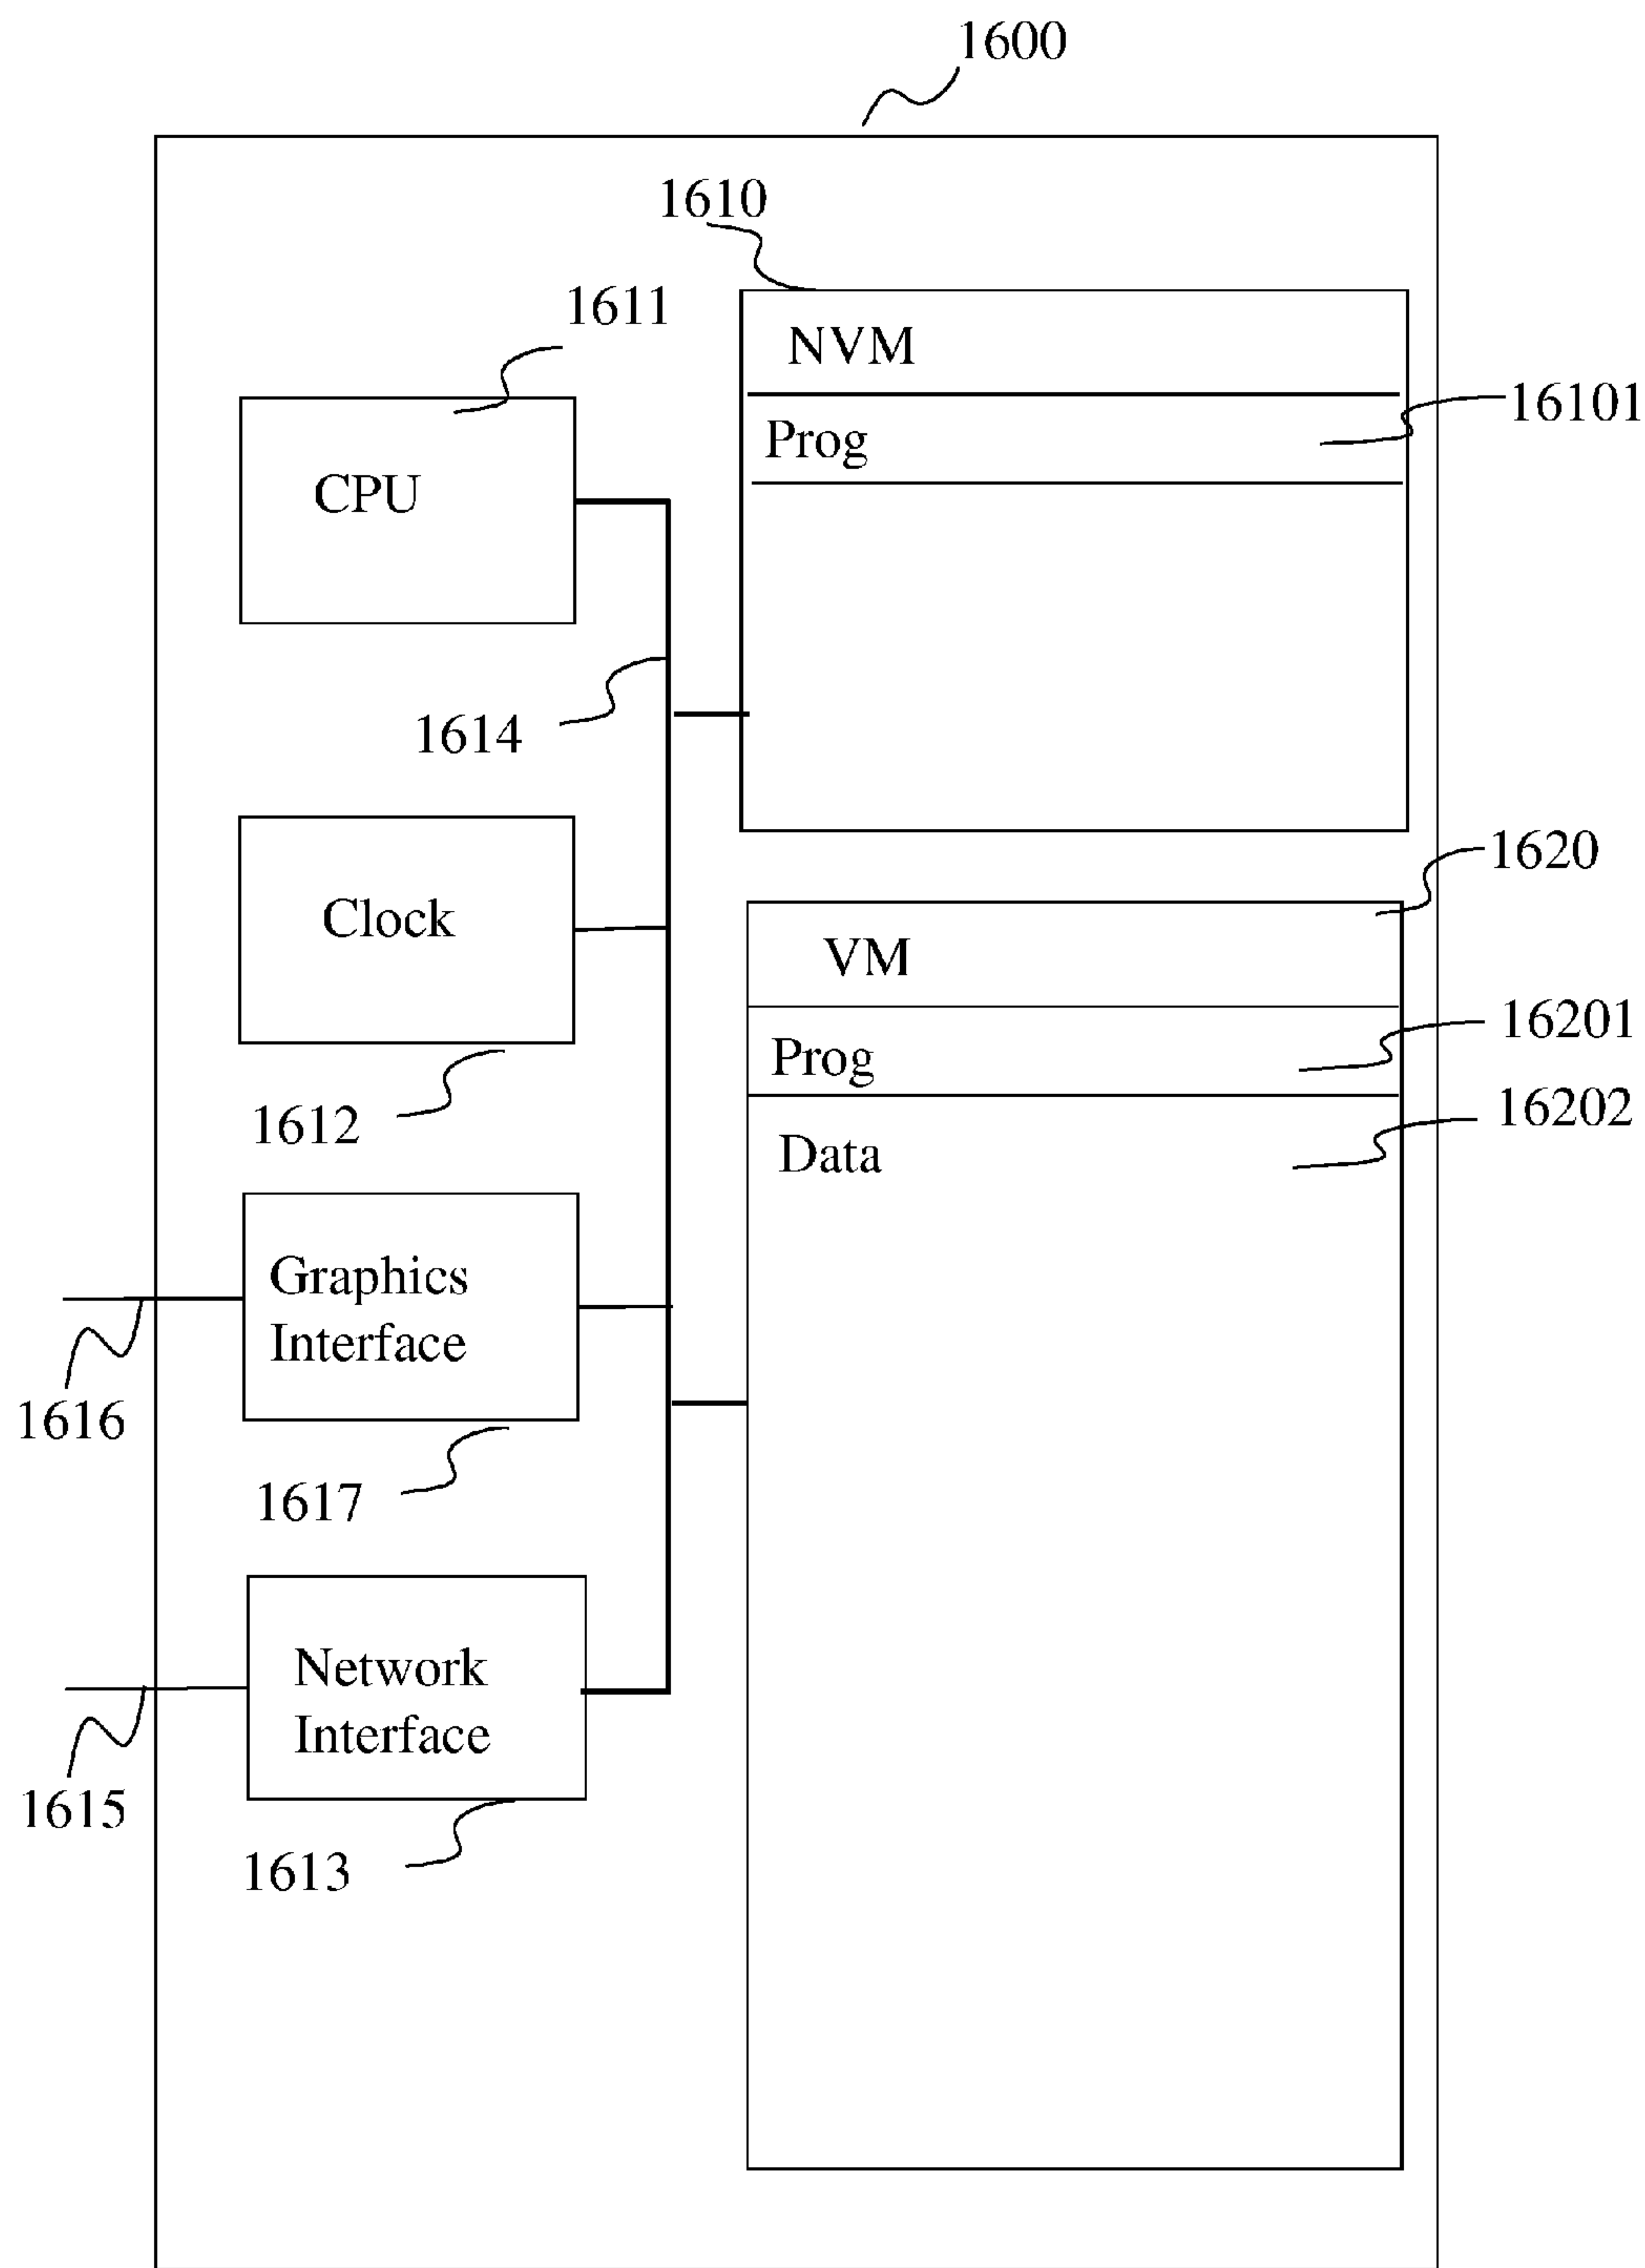 1600
1610
1611
NVM
16101
Prog
CPU
1614
1620
Clock
VM
16201
Prog
16202
1612
Data
Graphics
Interface
1616
1617
Network
Interface
1615
1613